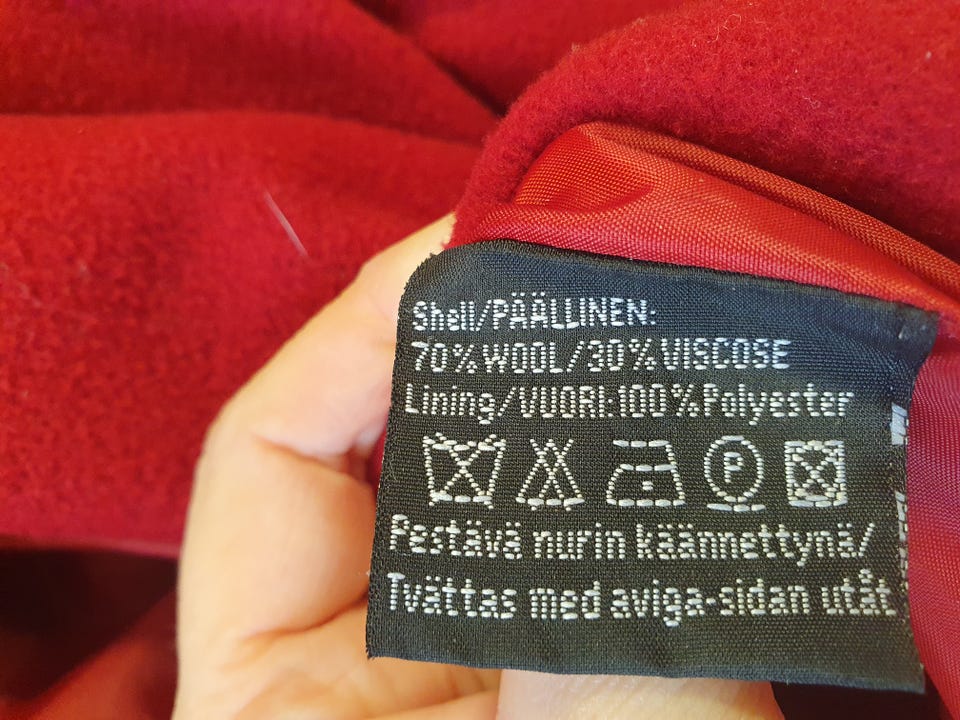 Shell/PÄÄLLINEN:
70%WOOL/30%VISCOSE
Lining/VUORI:100%Polyester
P
Pestävä nurin käännettynä/
Tvättas med aviga-sidan utåt